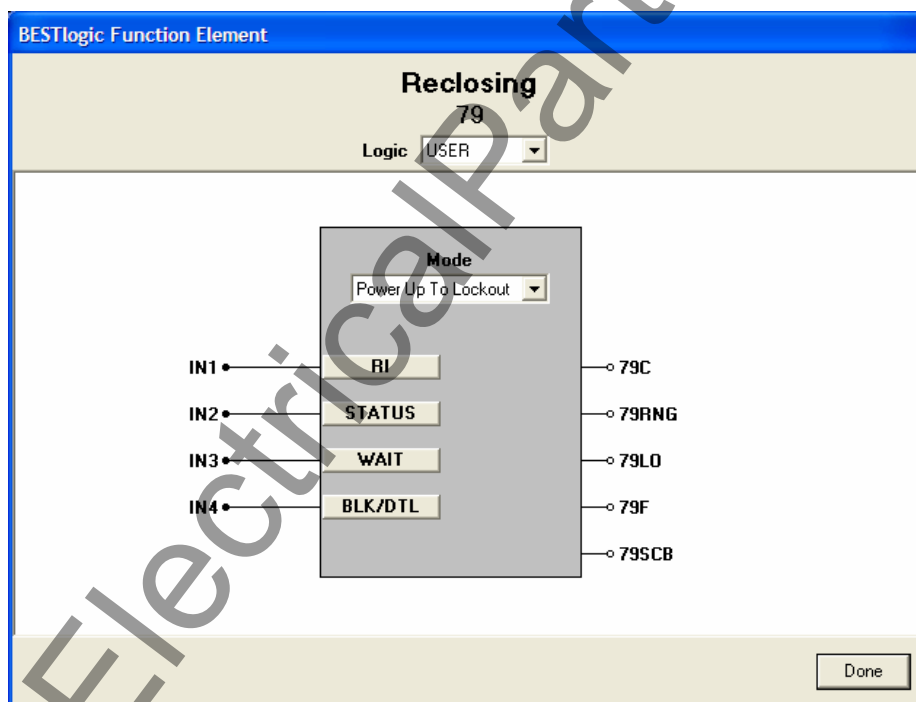 BESTlogic Function Element
Reclosing
79
Logic USER
Mode
Power Up To Lockout
IN1 RI 79C
IN2 STATUS 79RNG
IN3 WAIT 79LO
IN4 BLK/DTL 79F
79SCB
Done
ElectricalPart